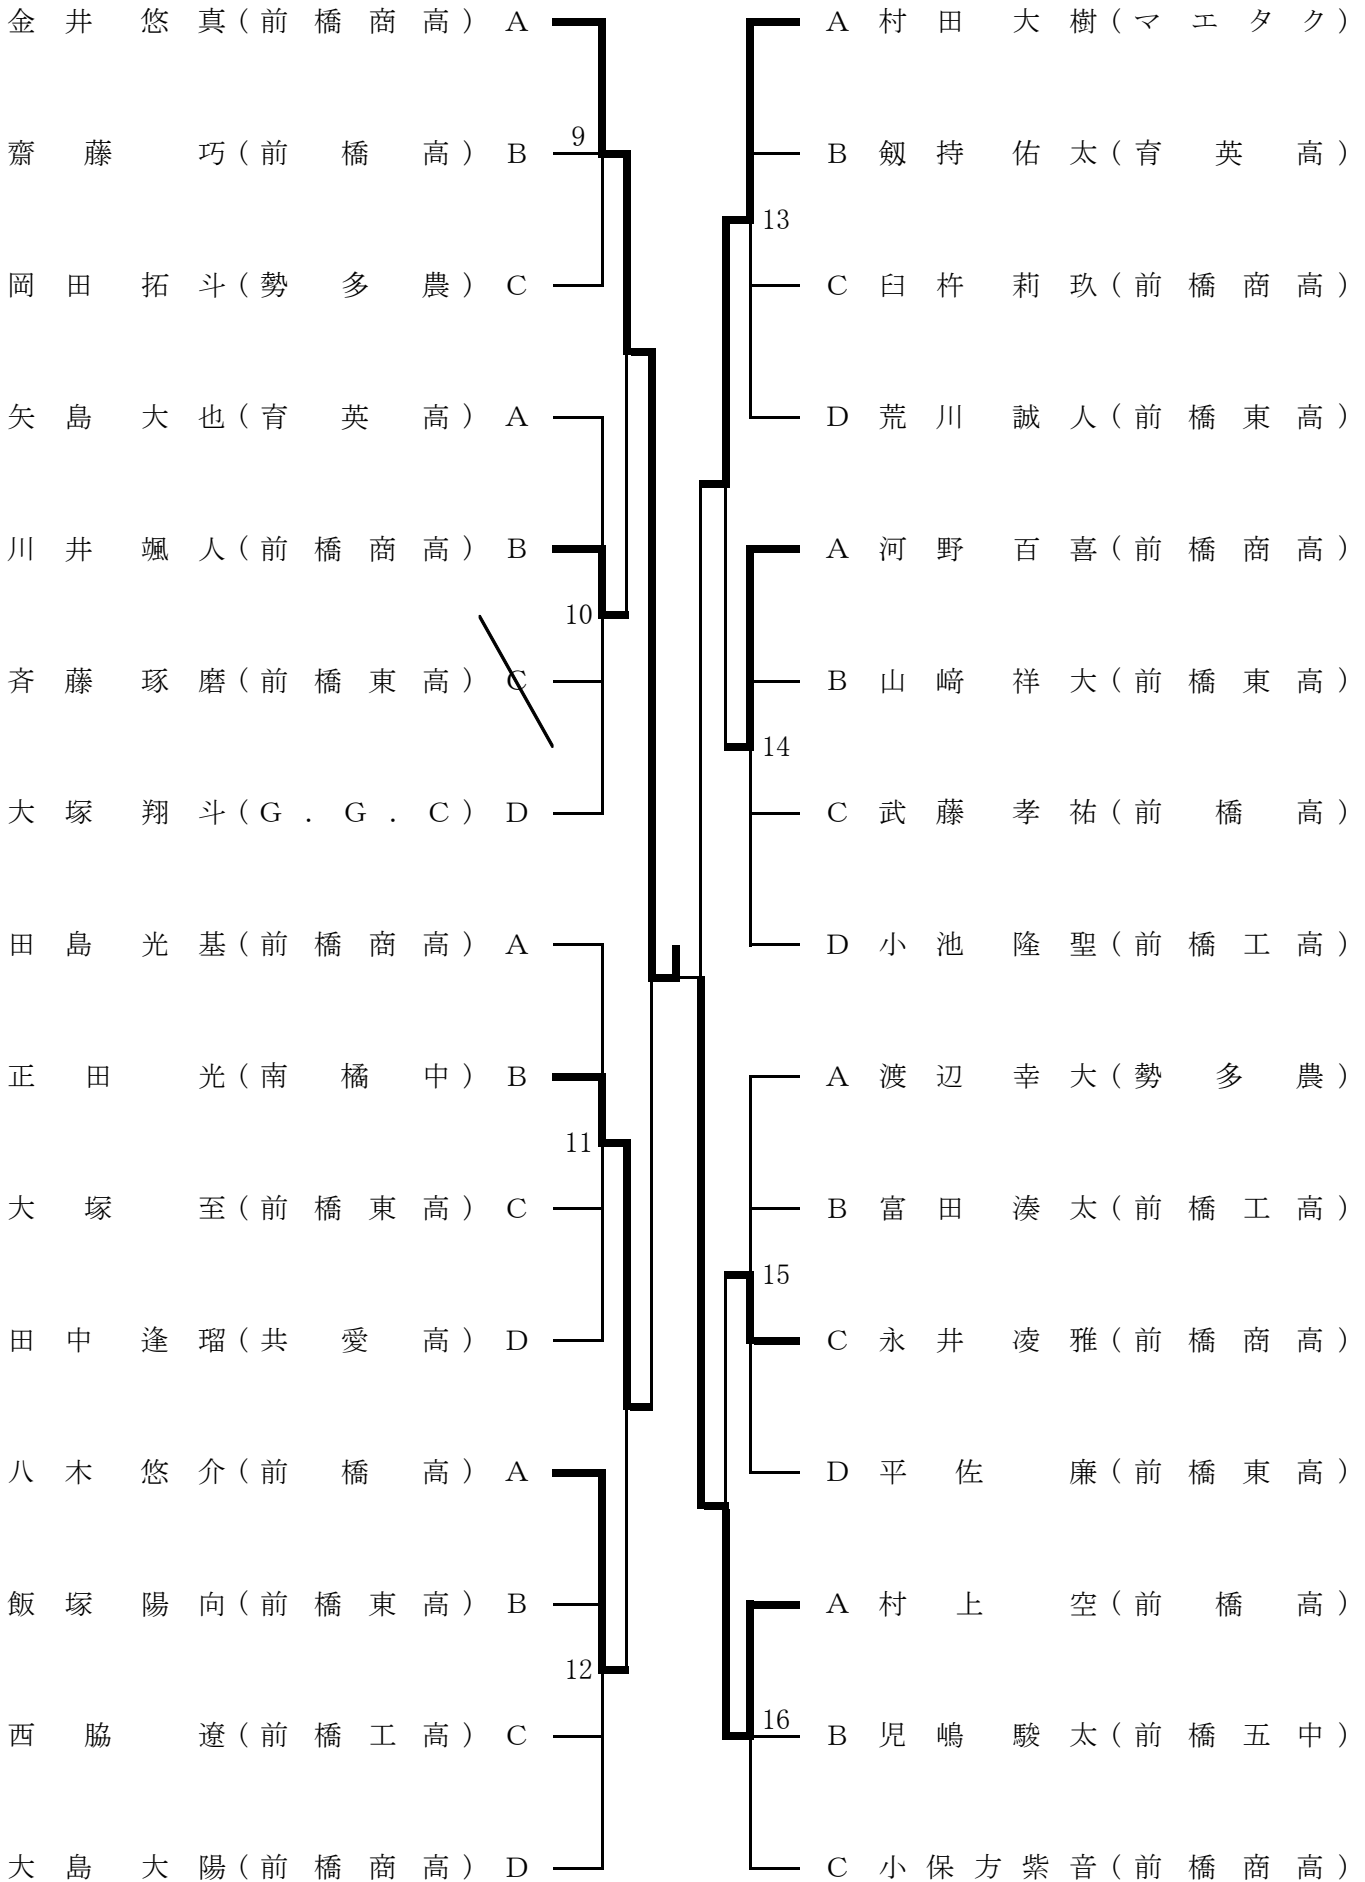 金井 悠真(前橋商高) A
齋藤 巧(前橋高) B
9
岡田 拓斗(勢多農) C
矢島 大也(育英高) A
川井 颯人(前橋商高) B
10
斉藤 琢磨(前橋東高) C
大塚 翔斗(G.G.C) D
田島 光基(前橋商高) A
正田 光(南橘中) B
11
大塚 至(前橋東高) C
田中 逢瑠(共愛高) D
八木 悠介(前橋高) A
飯塚 陽向(前橋東高) B
12
西脇 遼(前橋工高) C
大島 大陽(前橋商高) D
A 村田 大樹(マエタク)
B 剱持 佑太(育英高)
13
C 臼杵 莉玖(前橋商高)
D 荒川 誠人(前橋東高)
A 河野 百喜(前橋商高)
B 山﨑 祥大(前橋東高)
14
C 武藤 孝祐(前橋高)
D 小池 隆聖(前橋工高)
A 渡辺 幸大(勢多農)
B 富田 湊太(前橋工高)
15
C 永井 凌雅(前橋商高)
D 平佐 廉(前橋東高)
A 村上 空(前橋高)
16
B 児嶋 駿太(前橋五中)
C 小保方紫音(前橋商高)